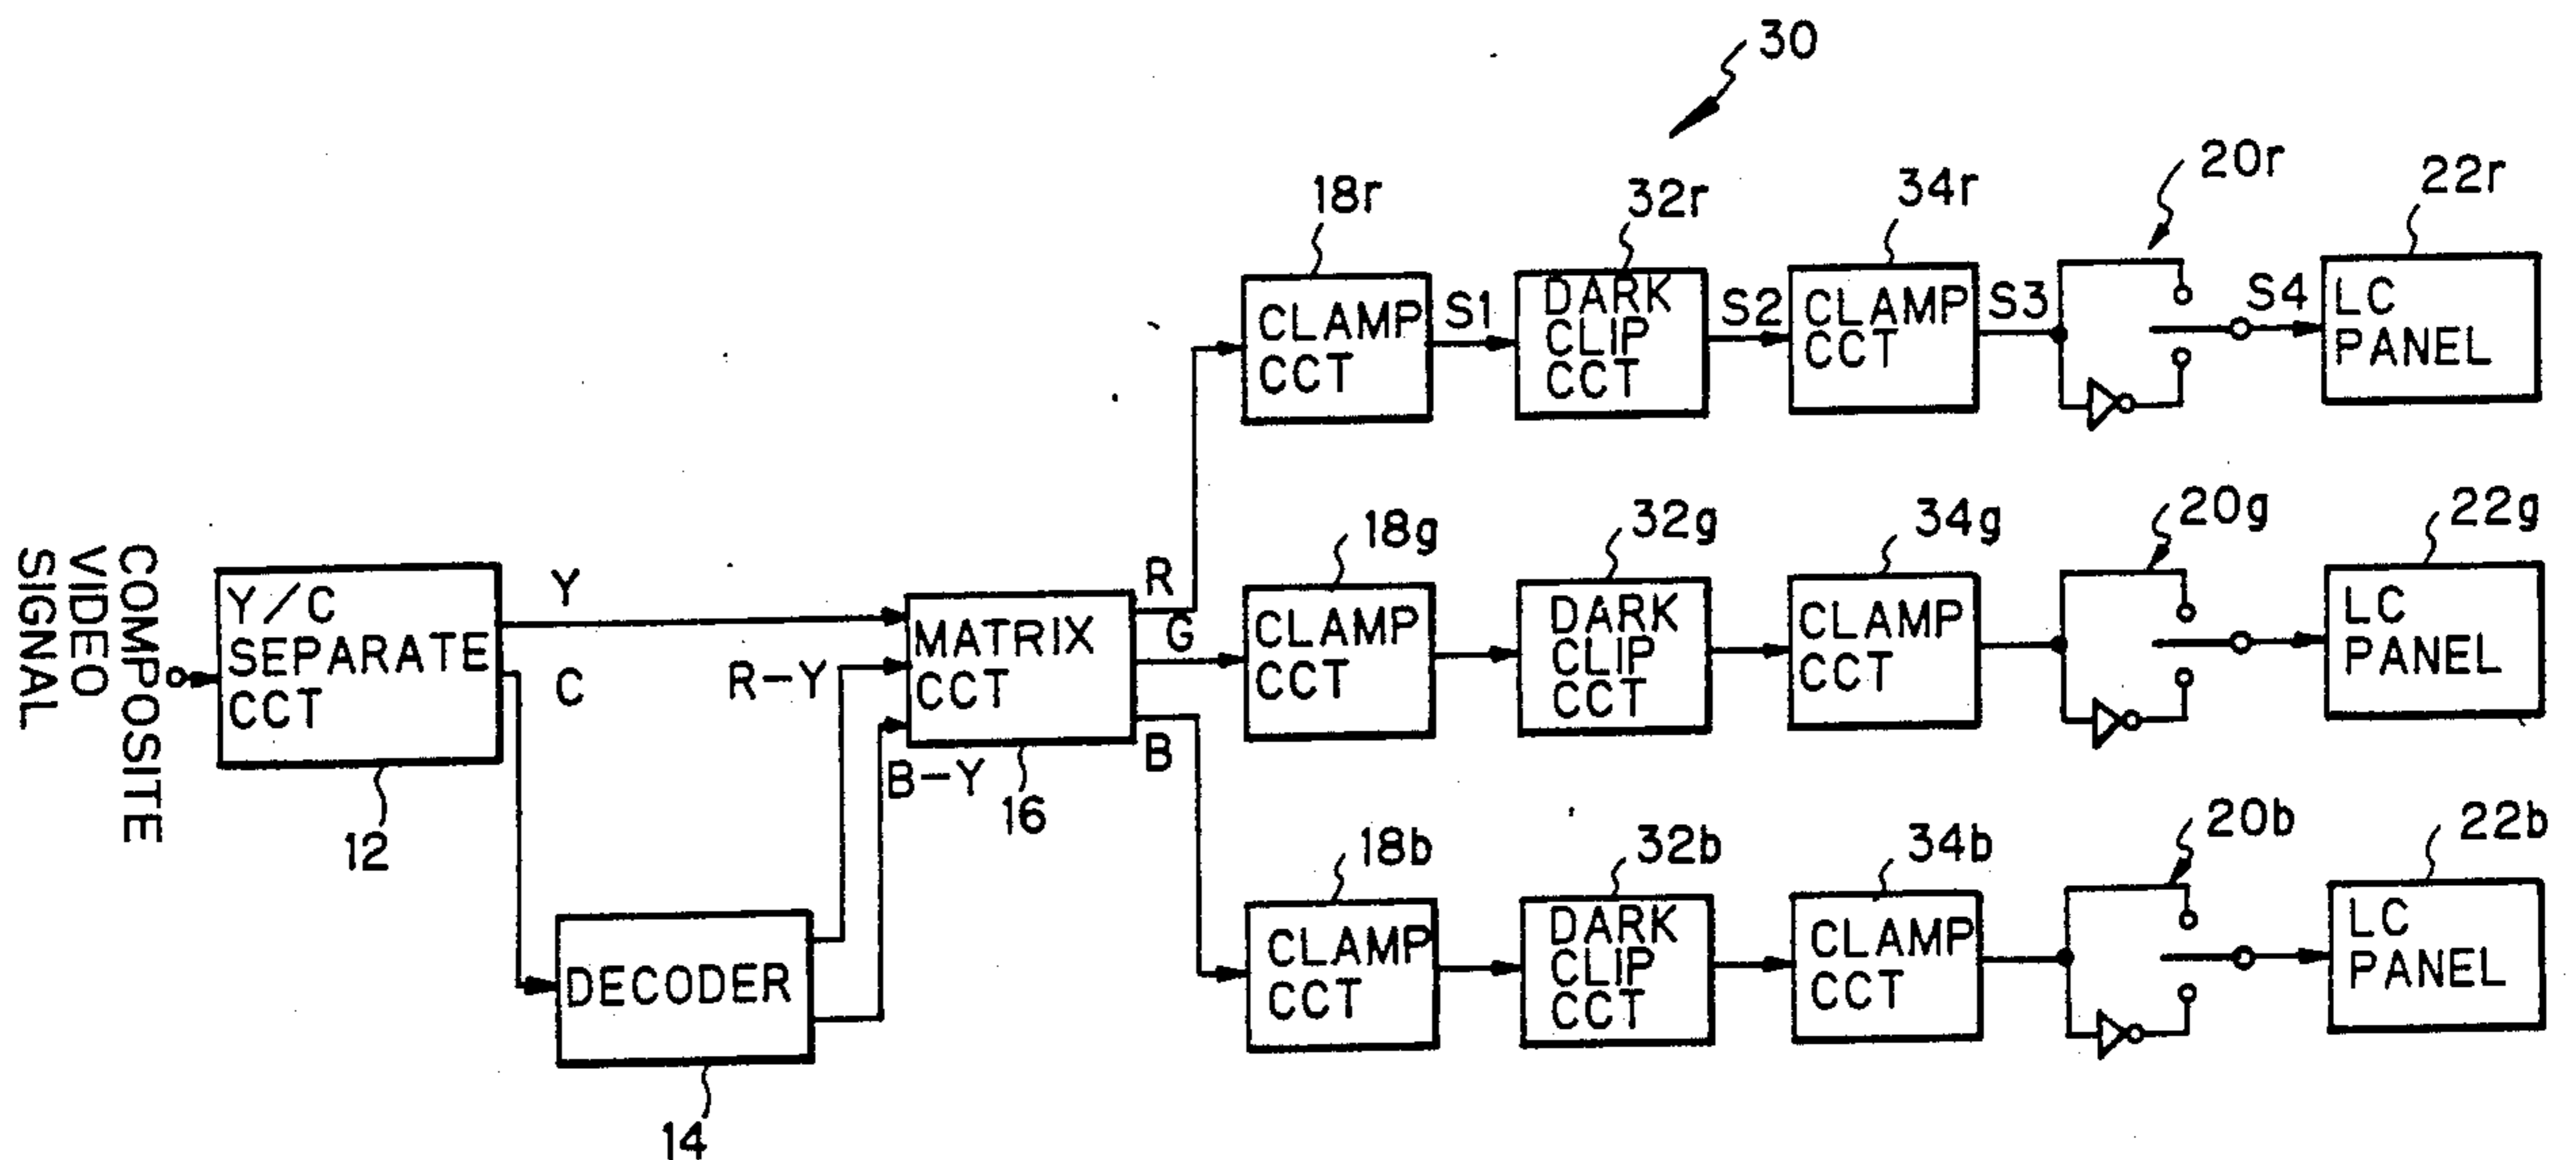 30
18r
32r
34r
20r
22r
CLAMP
CCT
S1
DARK
CLIP
CCT
S2
CLAMP
CCT
S3
S4
LC
PANEL
COMPOSITE
VIDEO
SIGNAL
Y/C
SEPARATE
CCT
12
Y
C
DECODER
14
R-Y
B-Y
MATRIX
CCT
16
R
G
B
18g
32g
34g
20g
22g
CLAMP
CCT
DARK
CLIP
CCT
CLAMP
CCT
LC
PANEL
18b
32b
34b
20b
22b
CLAMP
CCT
DARK
CLIP
CCT
CLAMP
CCT
LC
PANEL